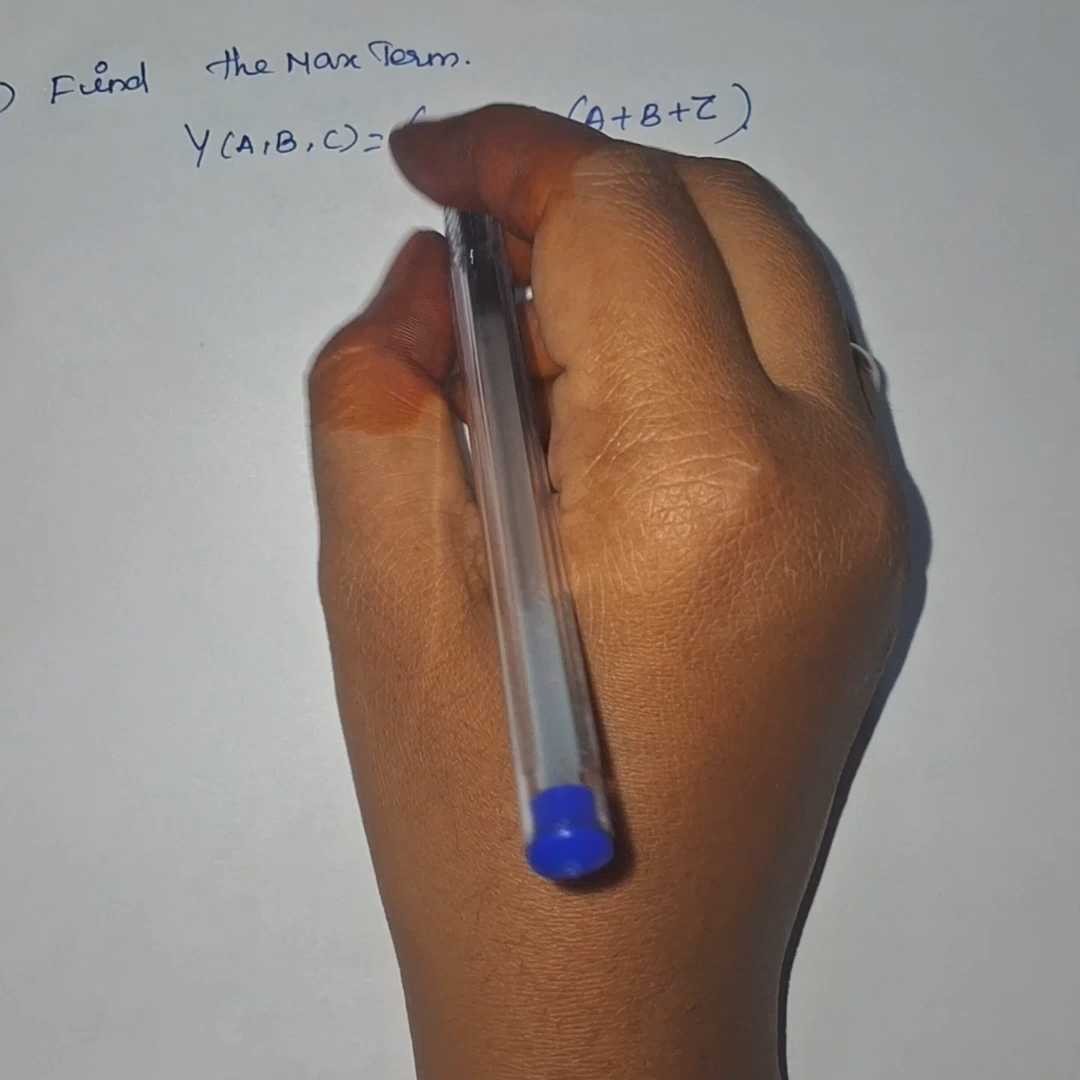 ) Find the Max Term.
Y(A,B,C)=( (A+B+C̅)